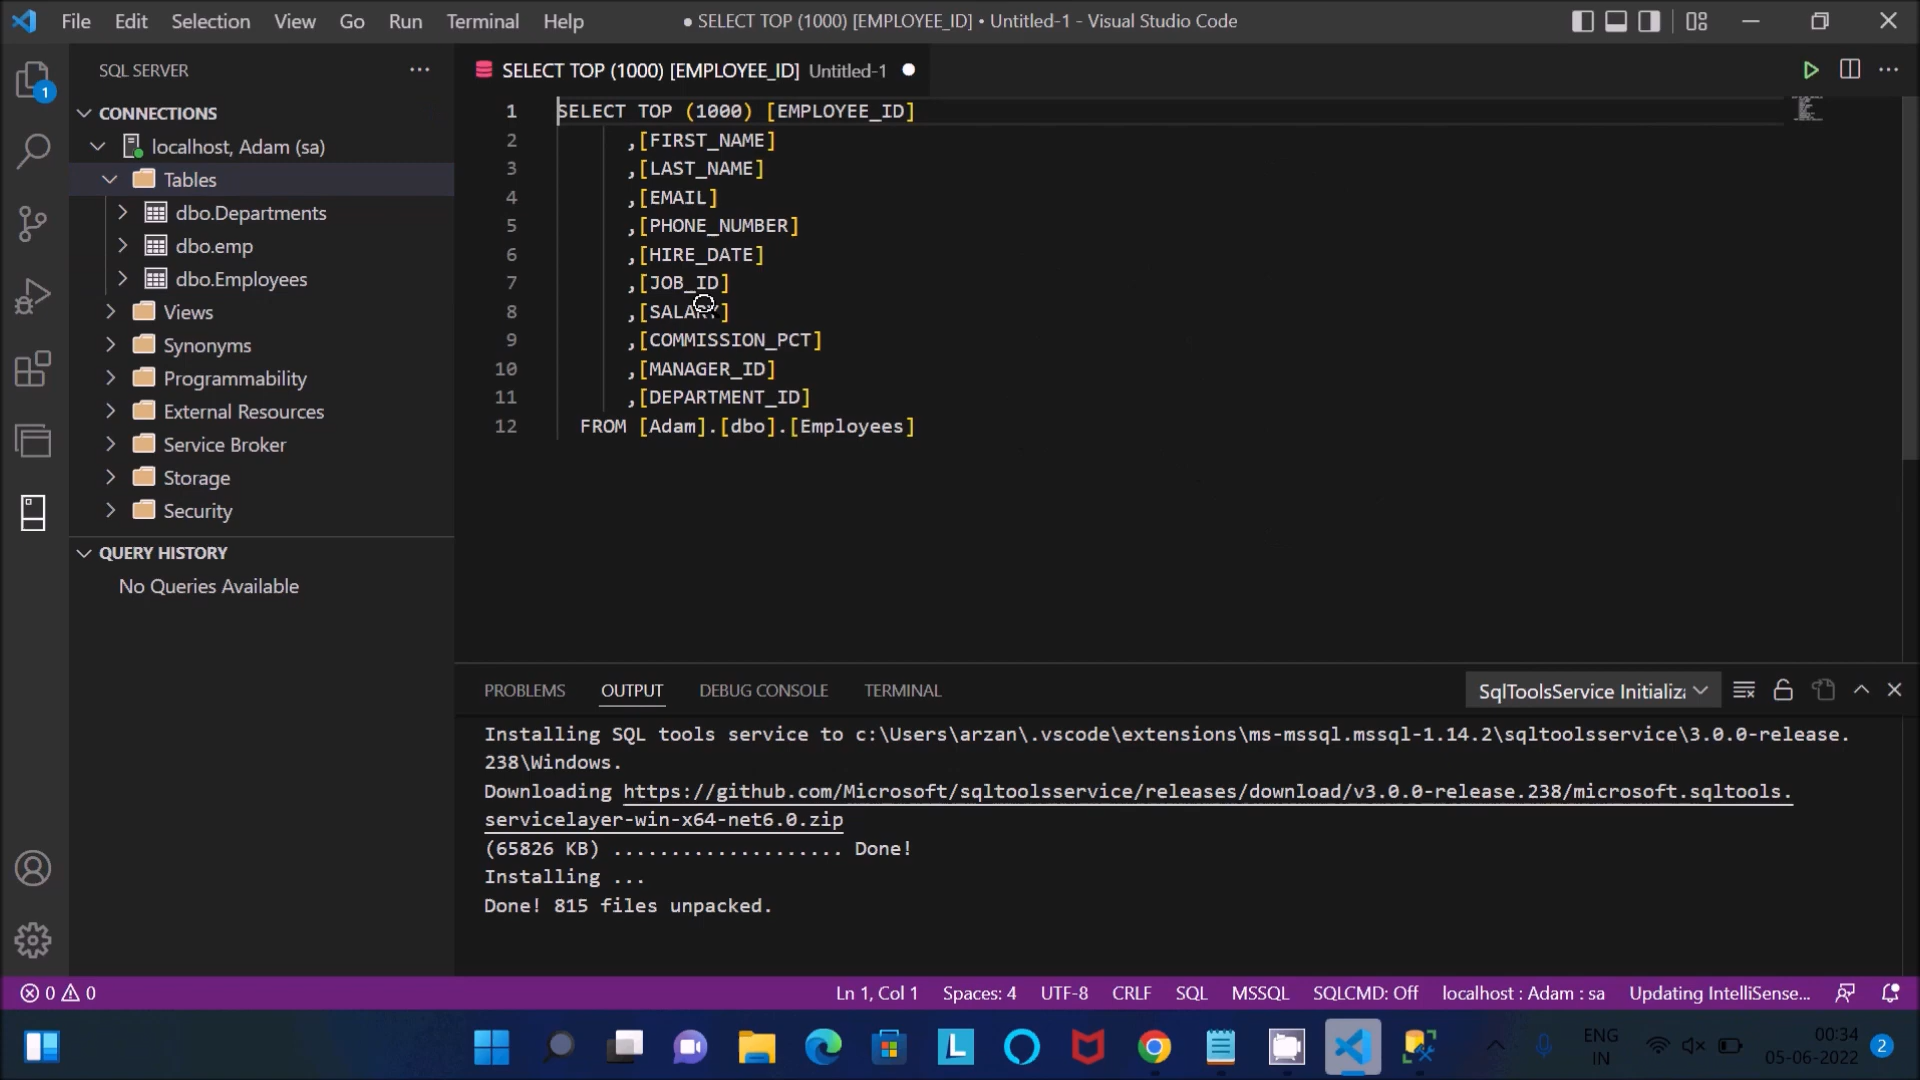 File Edit Selection View Go Run Terminal Help
● SELECT TOP (1000) [EMPLOYEE_ID] • Untitled-1 - Visual Studio Code
SQL SERVER
SELECT TOP (1000) [EMPLOYEE_ID] Untitled-1
1
CONNECTIONS
localhost, Adam (sa)
Tables
dbo.Departments
dbo.emp
dbo.Employees
Views
Synonyms
Programmability
External Resources
Service Broker
Storage
Security
QUERY HISTORY
No Queries Available
1 SELECT TOP (1000) [EMPLOYEE_ID]
2 ,[FIRST_NAME]
3 ,[LAST_NAME]
4 ,[EMAIL]
5 ,[PHONE_NUMBER]
6 ,[HIRE_DATE]
7 ,[JOB_ID]
8 ,[SALARY]
9 ,[COMMISSION_PCT]
10 ,[MANAGER_ID]
11 ,[DEPARTMENT_ID]
12 FROM [Adam].[dbo].[Employees]
PROBLEMS OUTPUT DEBUG CONSOLE TERMINAL
SqlToolsService Initializ
Installing SQL tools service to c:\Users\arzan\.vscode\extensions\ms-mssql.mssql-1.14.2\sqltoolsservice\3.0.0-release.
238\Windows.
Downloading https://github.com/Microsoft/sqltoolsservice/releases/download/v3.0.0-release.238/microsoft.sqltools.
servicelayer-win-x64-net6.0.zip
(65826 KB) .................... Done!
Installing ...
Done! 815 files unpacked.
0 0
Ln 1, Col 1 Spaces: 4 UTF-8 CRLF SQL MSSQL SQLCMD: Off localhost : Adam : sa Updating IntelliSense...
L
ENG
IN
00:34
05-06-2022
2